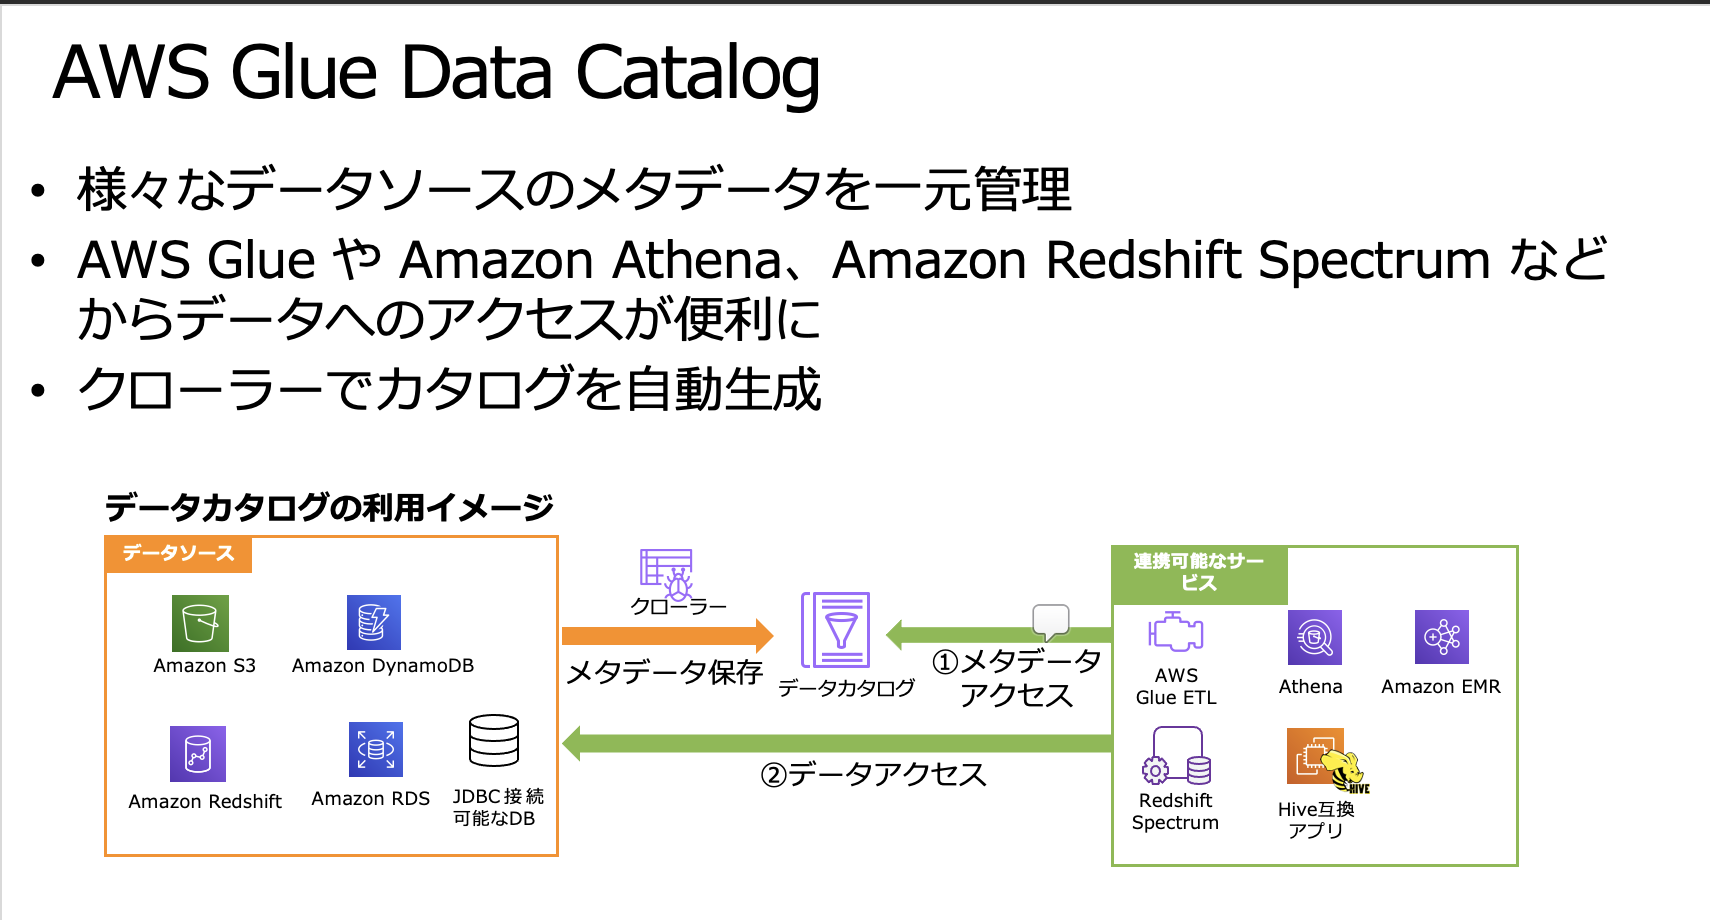 AWS Glue Data Catalog
• 様々なデータソースのメタデータを一元管理
• AWS Glue や Amazon Athena、Amazon Redshift Spectrum など
からデータへのアクセスが便利に
• クローラーでカタログを自動生成
データカタログの利用イメージ
データソース
Amazon S3
Amazon DynamoDB
Amazon Redshift
Amazon RDS
JDBC接続
可能なDB
クローラー
メタデータ保存
データカタログ
①メタデータ
アクセス
②データアクセス
連携可能なサー
ビス
AWS
Glue ETL
Athena
Amazon EMR
Redshift
Spectrum
HIVE
Hive互換
アプリ